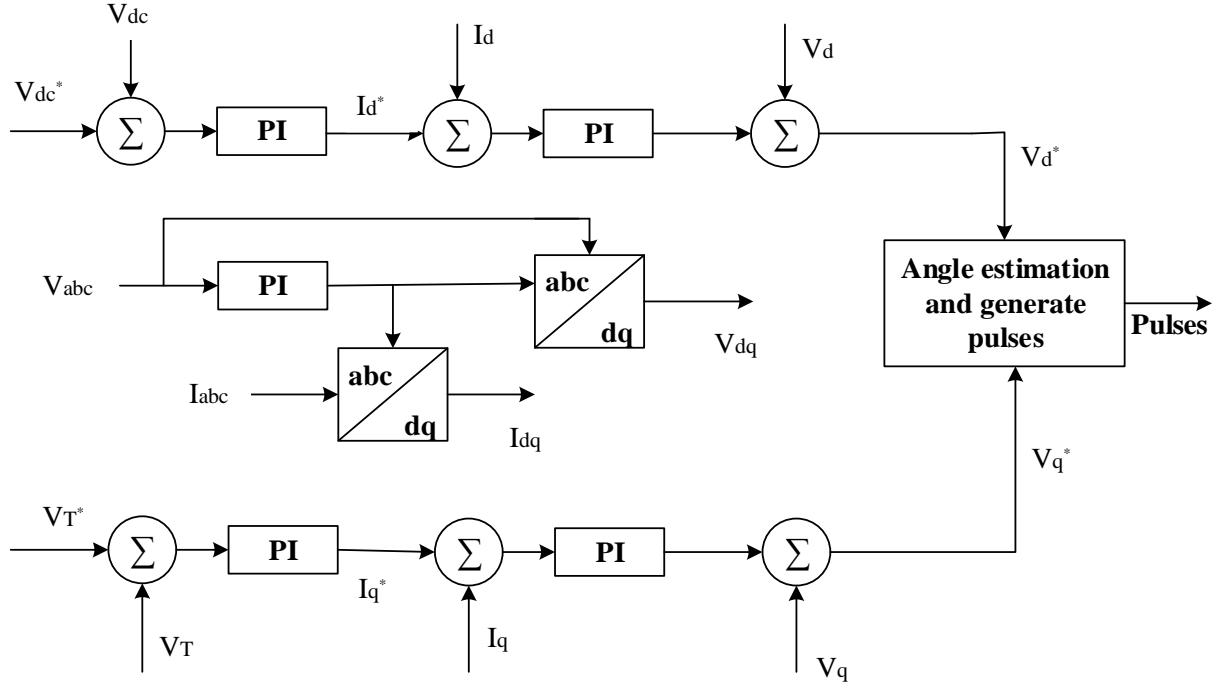 Vdc
Vdc*
∑
PI
Id*
Id
∑
PI
Vd
∑
Vd*
Vabc
PI
abc
dq
Vdq
Iabc
abc
dq
Idq
Angle estimation
and generate
pulses
Pulses
VT*
∑
VT
PI
Iq*
∑
Iq
PI
∑
Vq
Vq*